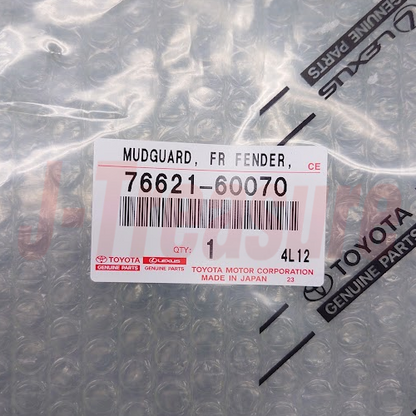 GENUINE PARTS
LEXUS
MUDGUARD, FR FENDER,
CE
76621-60070
QTY: 1
4L12
TOYOTA
GENUINE PARTS
LEXUS
GENUINE PARTS
TOYOTA MOTOR CORPORATION
MADE IN JAPAN
23
TOYOTA
GENUINE PARTS
J-Treasure